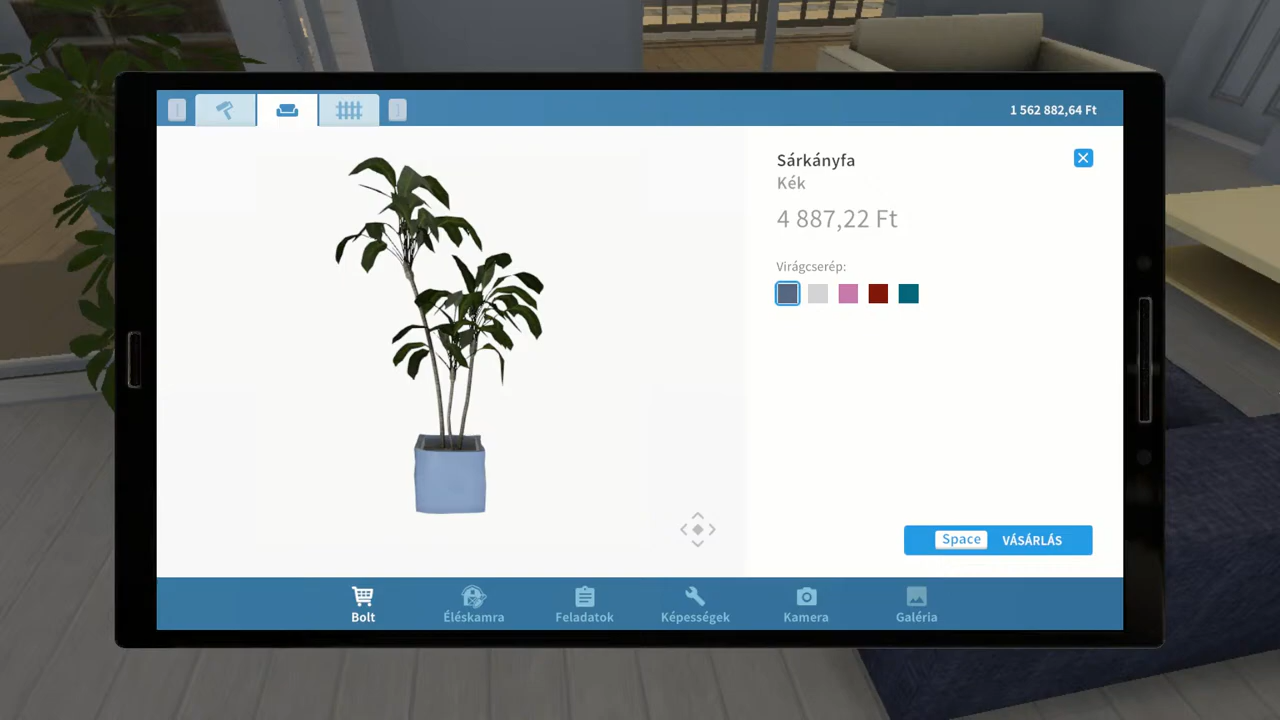 1 562 882,64 Ft
Sárkányfa
Kék
4 887,22 Ft
Virágcserép:
Space VÁSÁRLÁS
Bolt
Éléskamra
Feladatok
Képességek
Kamera
Galéria